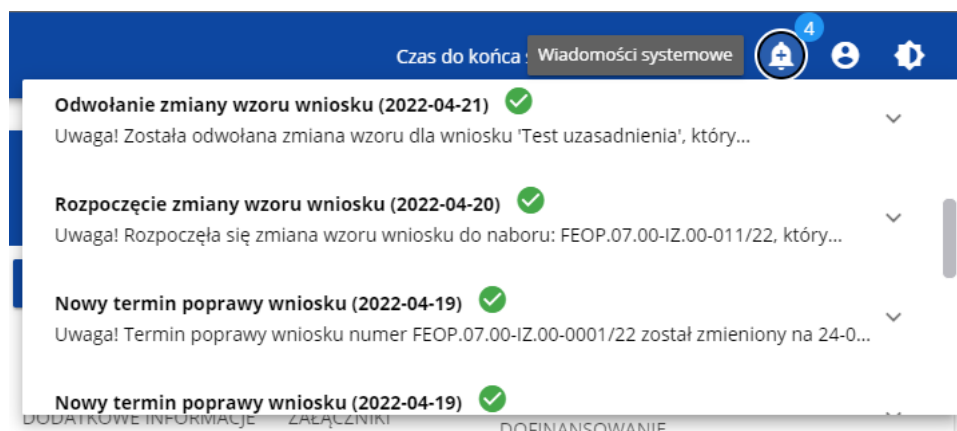 4
Czas do końca
Wiadomości systemowe
Odwołanie zmiany wzoru wniosku (2022-04-21)
Uwaga! Została odwołana zmiana wzoru dla wniosku 'Test uzasadnienia', który...
Rozpoczęcie zmiany wzoru wniosku (2022-04-20)
Uwaga! Rozpoczęła się zmiana wzoru wniosku do naboru: FEOP.07.00-IZ.00-011/22, który...
Nowy termin poprawy wniosku (2022-04-19)
Uwaga! Termin poprawy wniosku numer FEOP.07.00-IZ.00-0001/22 został zmieniony na 24-0...
Nowy termin poprawy wniosku (2022-04-19)
DODATKOWE INFORMACJE ZAŁĄCZNIKI DOFINANSOWANIE